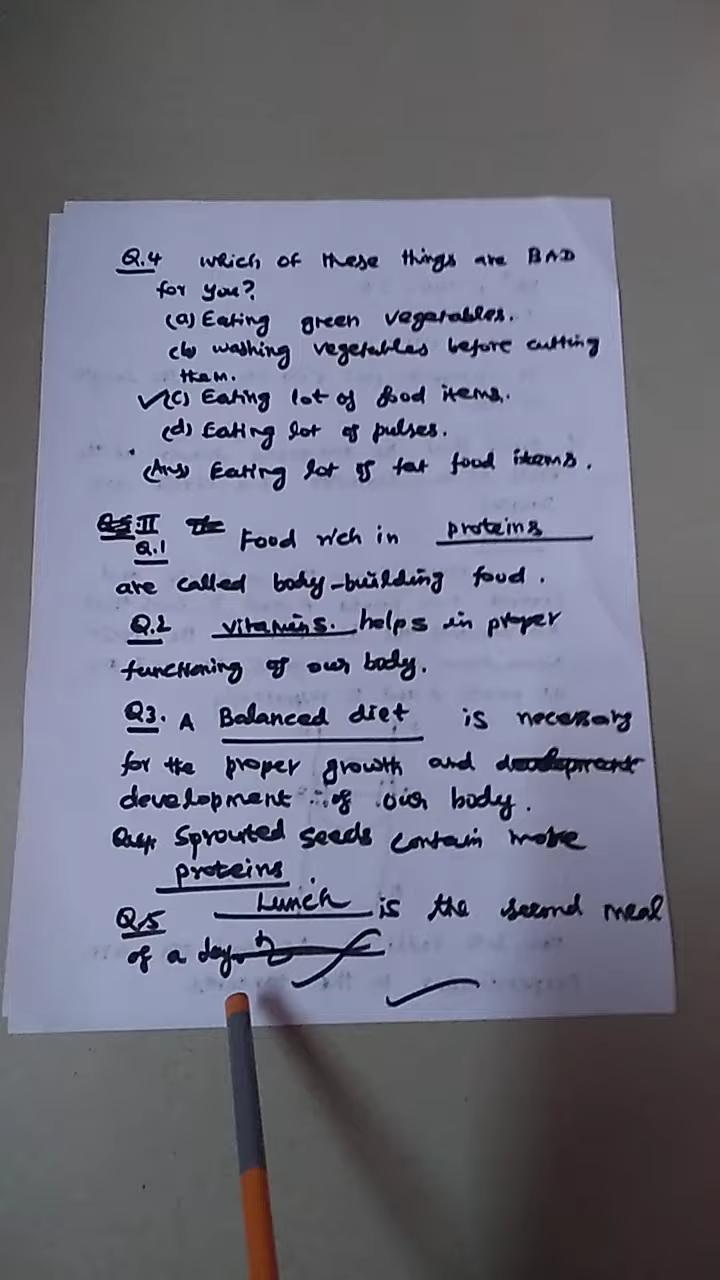 Q.4 which of these things are BAD
for you?
(a) Eating green vegetables.
(b) washing vegetables before cutting
them.
(c) Eating lot of food items.
(d) Eating lot of pulses.
(Ans) Eating lot of fat food items.
II
Q.1 Food rich in proteins
are called body-building food.
Q.2 vitamins. helps in proper
functioning of our body.
Q3. A Balanced diet is necessary
for the proper growth and development
development of our body.
Q4. Sprouted seeds contain more
proteins.
Q.5 Lunch is the second meal
of a day